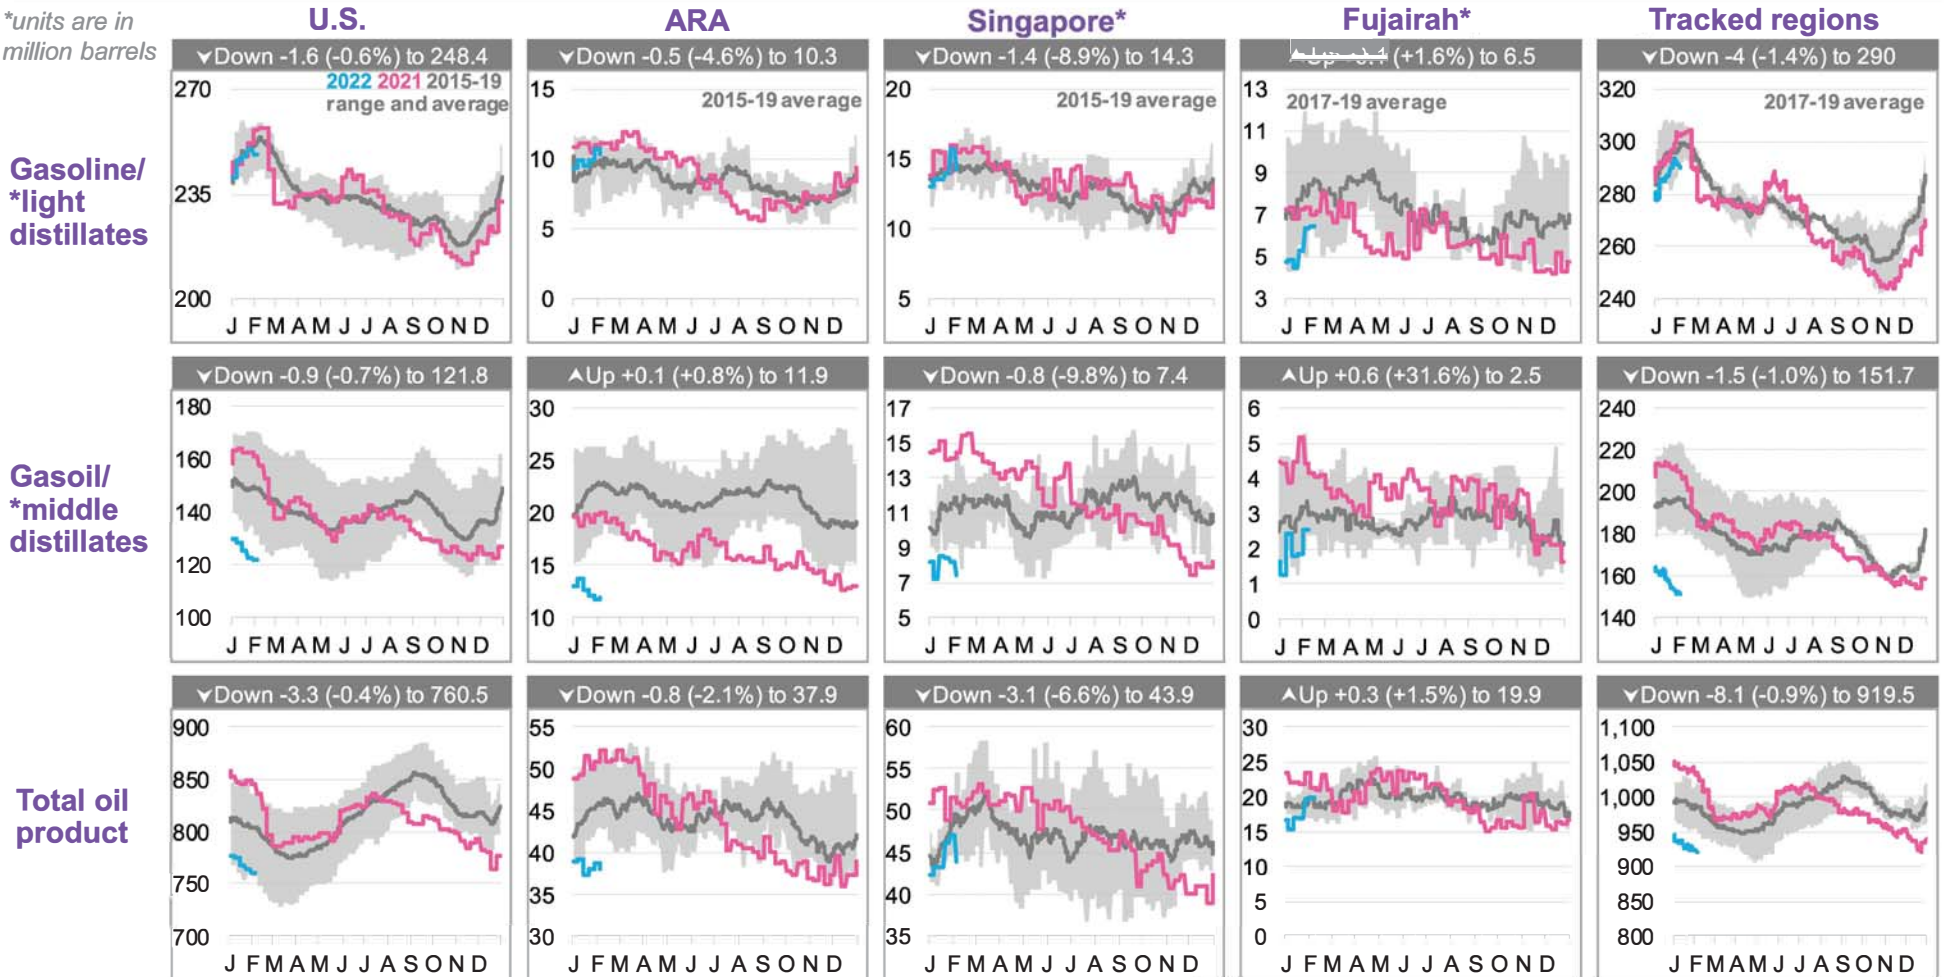 *units are in
million barrels
U.S.
ARA
Singapore*
Fujairah*
Tracked regions
Gasoline/
*light
distillates
Down -1.6 (-0.6%) to 248.4
2022 2021 2015-19
range and average
270
235
200
J F M A M J J A S O N D
Down -0.5 (-4.6%) to 10.3
2015-19 average
15
10
5
0
J F M A M J J A S O N D
Down -1.4 (-8.9%) to 14.3
2015-19 average
20
15
10
5
J F M A M J J A S O N D
(+1.6%) to 6.5
2017-19 average
13
11
9
7
5
3
J F M A M J J A S O N D
Down -4 (-1.4%) to 290
2017-19 average
320
300
280
260
240
J F M A M J J A S O N D
Gasoil/
*middle
distillates
Down -0.9 (-0.7%) to 121.8
180
160
140
120
100
J F M A M J J A S O N D
Up +0.1 (+0.8%) to 11.9
30
25
20
15
10
J F M A M J J A S O N D
Down -0.8 (-9.8%) to 7.4
17
15
13
11
9
7
5
J F M A M J J A S O N D
Up +0.6 (+31.6%) to 2.5
6
5
4
3
2
1
0
J F M A M J J A S O N D
Down -1.5 (-1.0%) to 151.7
240
220
200
180
160
140
J F M A M J J A S O N D
Total oil
product
Down -3.3 (-0.4%) to 760.5
900
850
800
750
700
J F M A M J J A S O N D
Down -0.8 (-2.1%) to 37.9
55
50
45
40
35
30
J F M A M J J A S O N D
Down -3.1 (-6.6%) to 43.9
60
55
50
45
40
35
J F M A M J J A S O N D
Up +0.3 (+1.5%) to 19.9
30
25
20
15
10
5
0
J F M A M J J A S O N D
Down -8.1 (-0.9%) to 919.5
1,100
1,050
1,000
950
900
850
800
J F M A M J J A S O N D